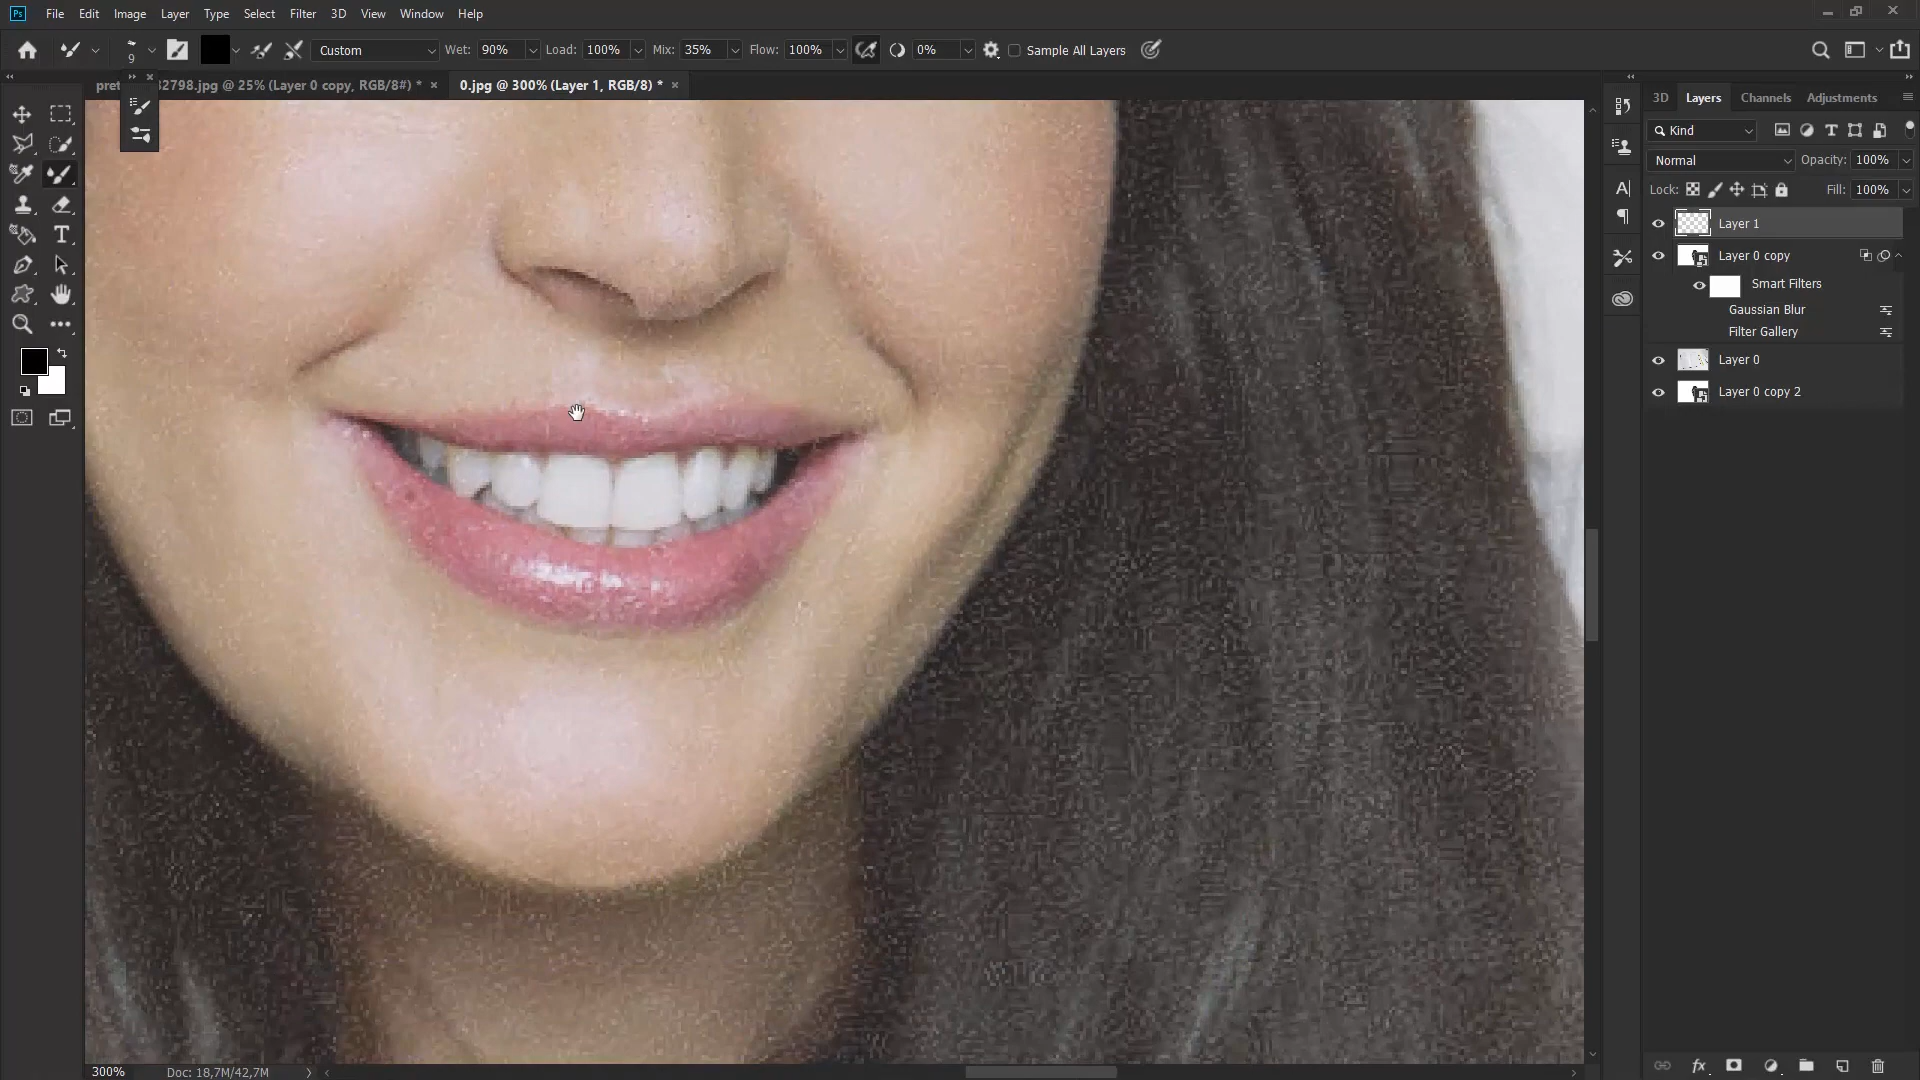 Ps File Edit Image Layer Type Select Filter 3D View Window Help
9 Custom Wet: 90% Load: 100% Mix: 35% Flow: 100% 0% Sample All Layers
pret 32798.jpg @ 25% (Layer 0 copy, RGB/8#) * × 0.jpg @ 300% (Layer 1, RGB/8) * ×
3D Layers Channels Adjustments
Kind
Normal Opacity: 100%
Lock: Fill: 100%
Layer 1
Layer 0 copy
Smart Filters
Gaussian Blur
Filter Gallery
Layer 0
Layer 0 copy 2
300% Doc: 18,7M/42,7M